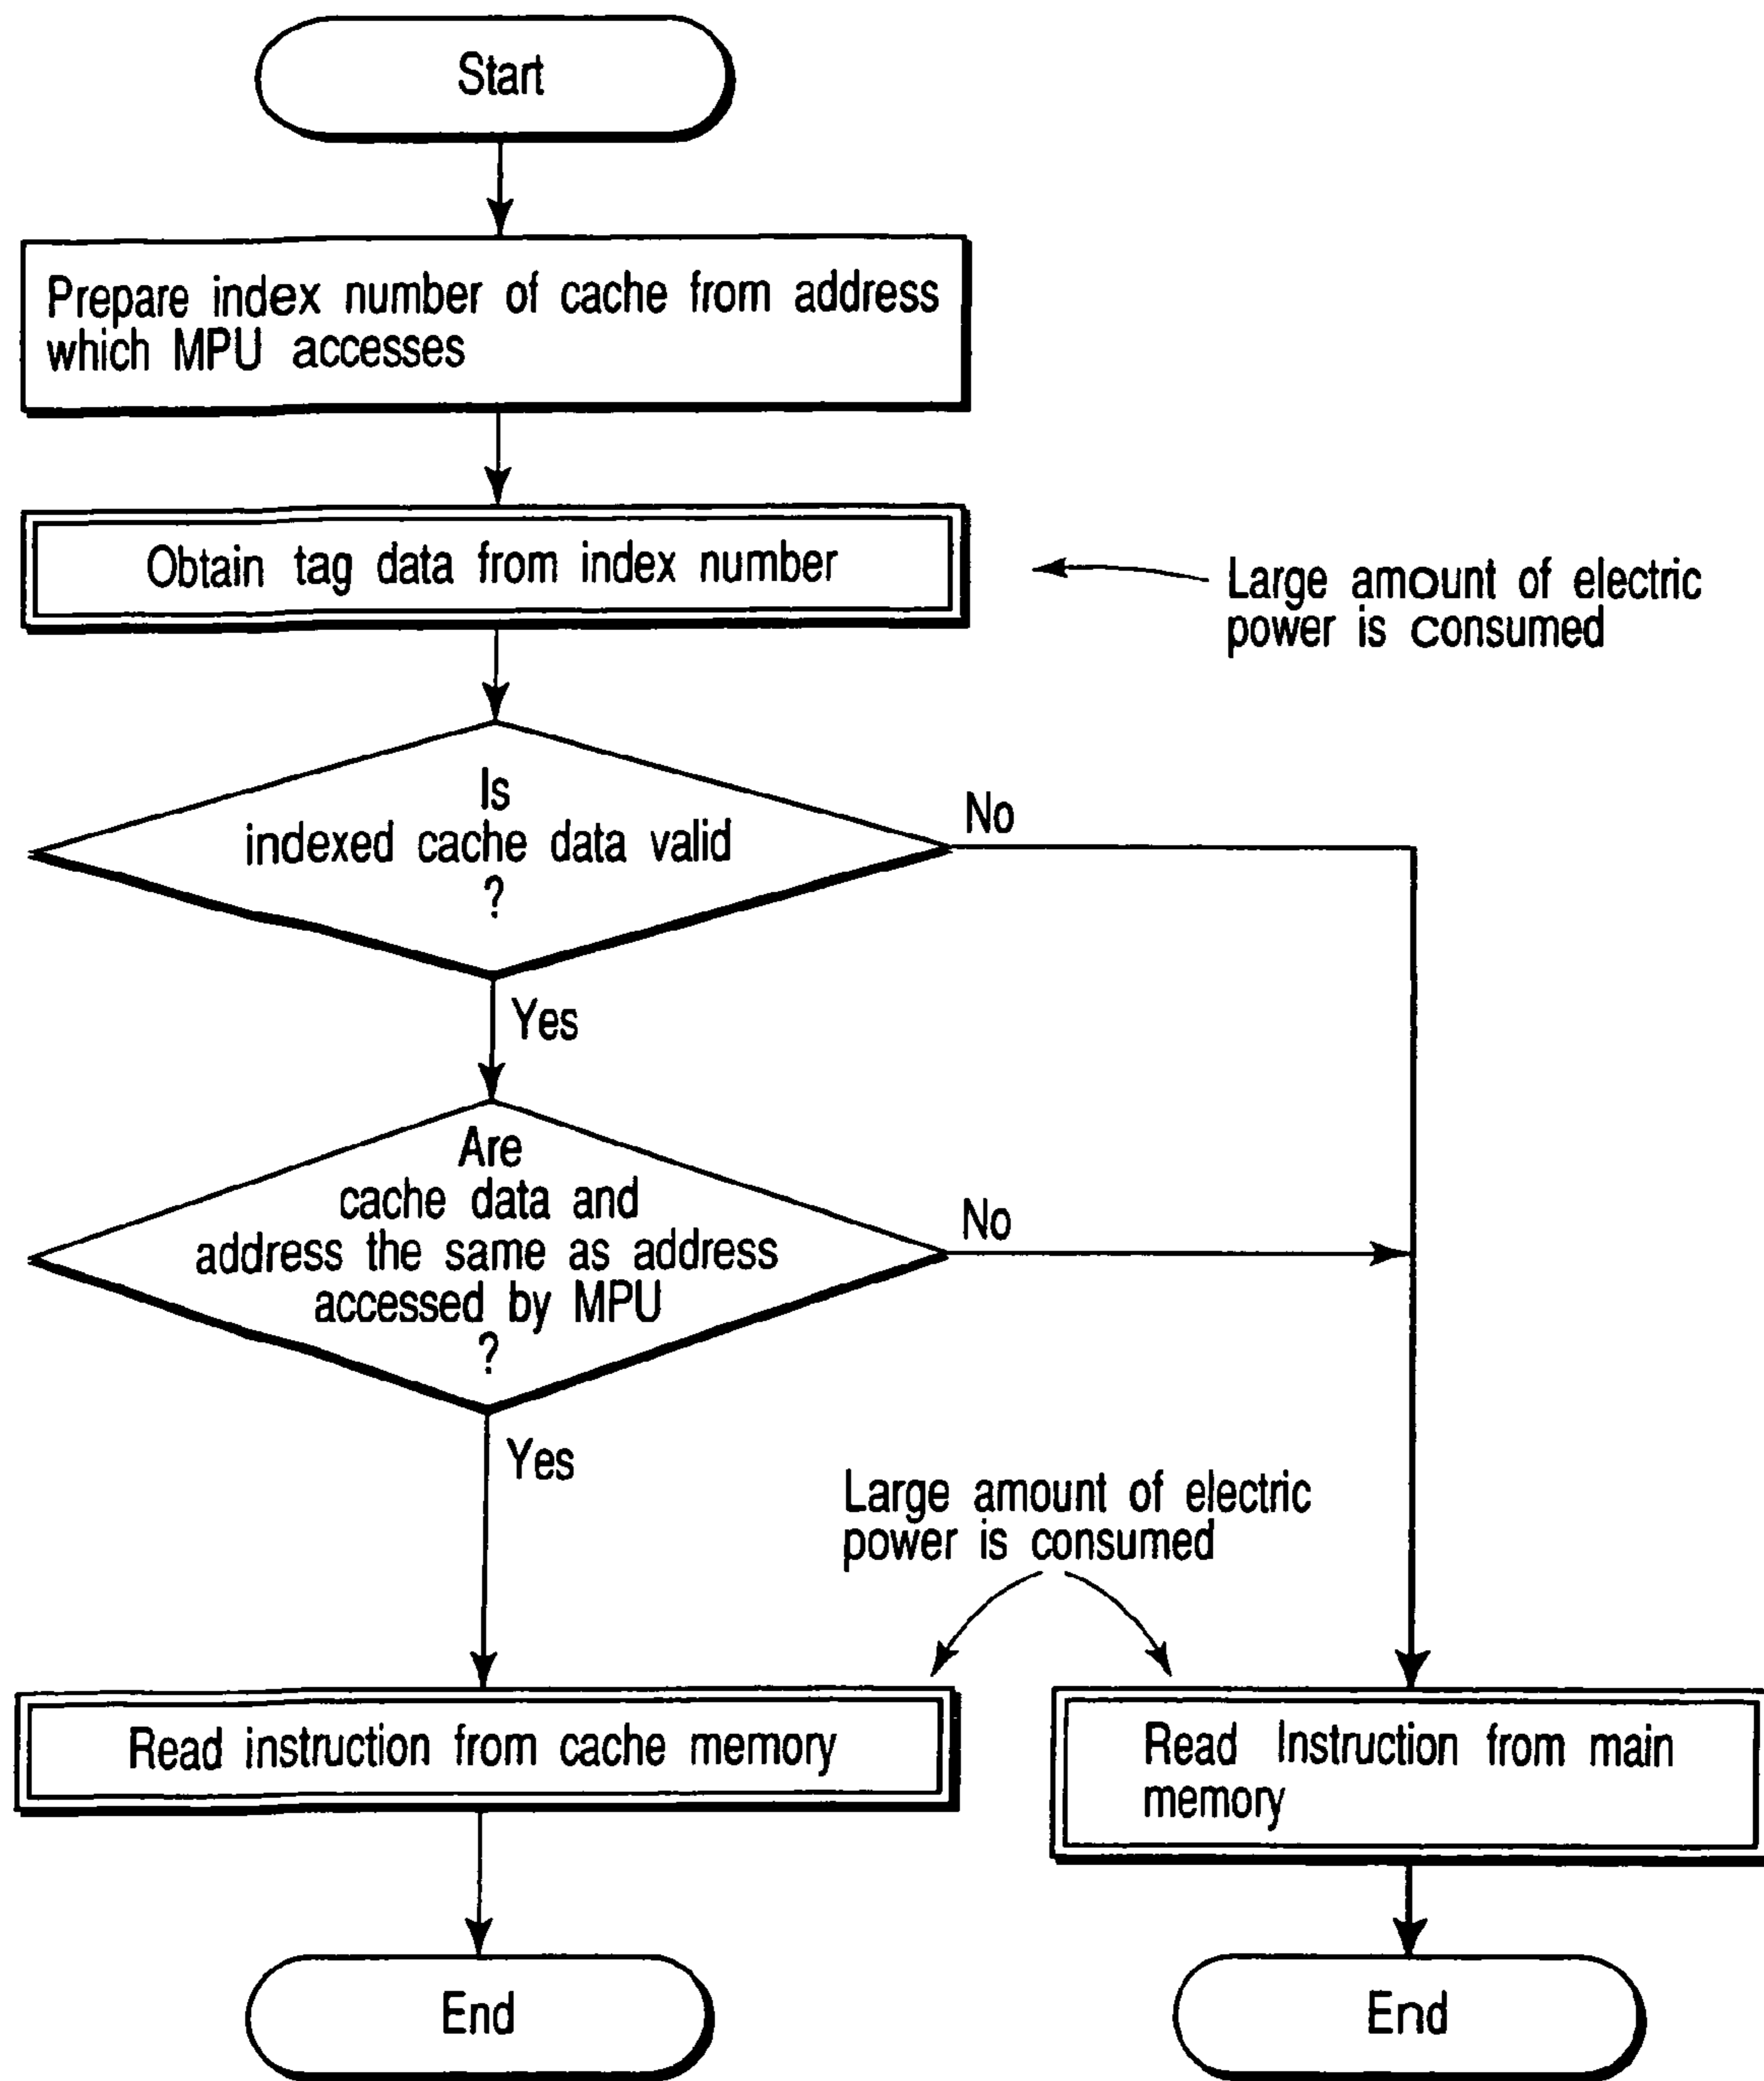 Start
Prepare index number of cache from address
which MPU accesses
Obtain tag data from index number
Large amount of electric
power is consumed
Is
indexed cache data valid
?
No
Yes
Are
cache data and
address the same as address
accessed by MPU
?
No
Yes
Large amount of electric
power is consumed
Read instruction from cache memory
Read Instruction from main
memory
End
End